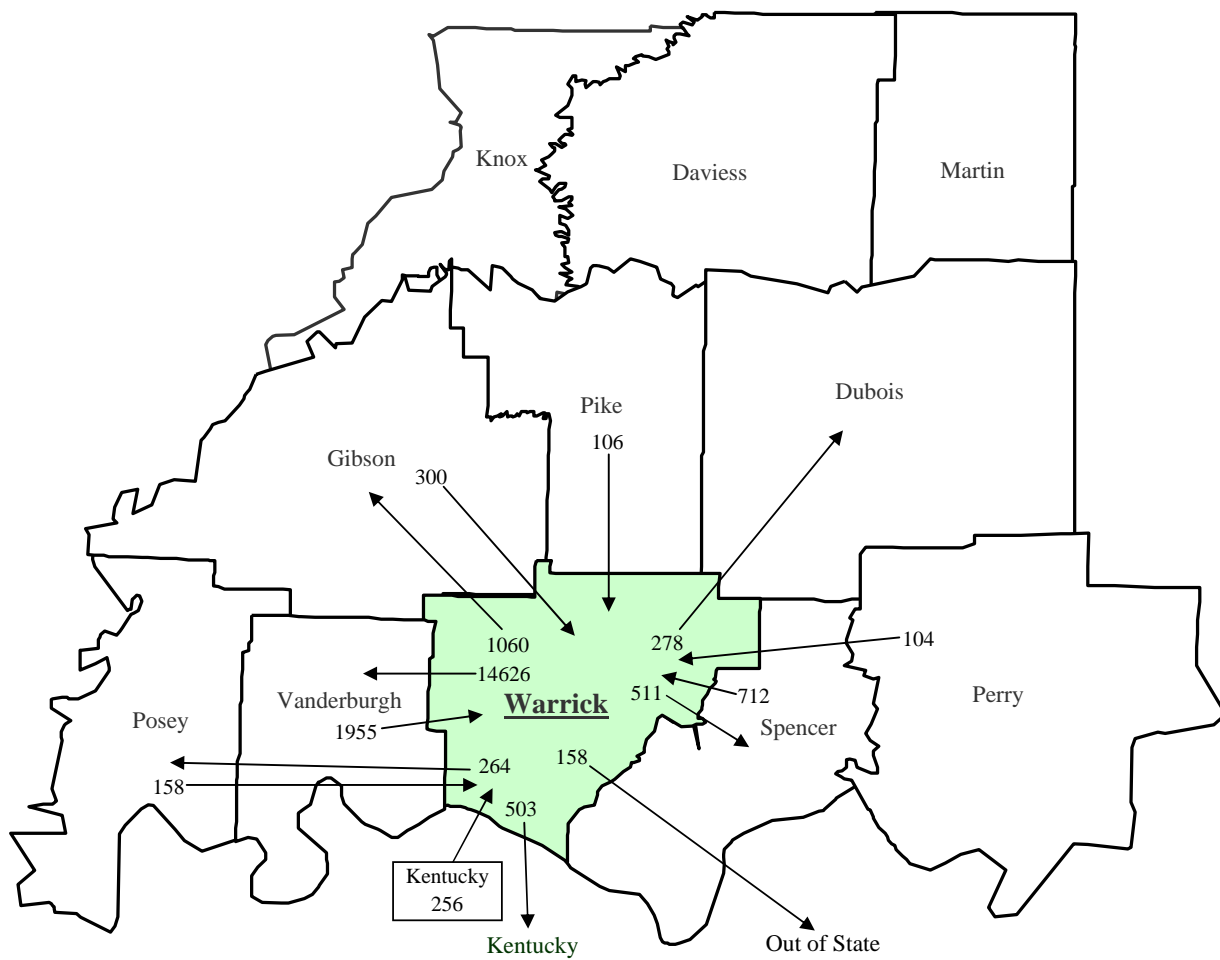 Knox
Daviess
Martin
Dubois
Pike
106
Gibson
300
1060
278
104
14626
Vanderburgh
Warrick
511
712
Perry
Posey
1955
Spencer
264
158
158
503
Kentucky
256
Kentucky
Out of State